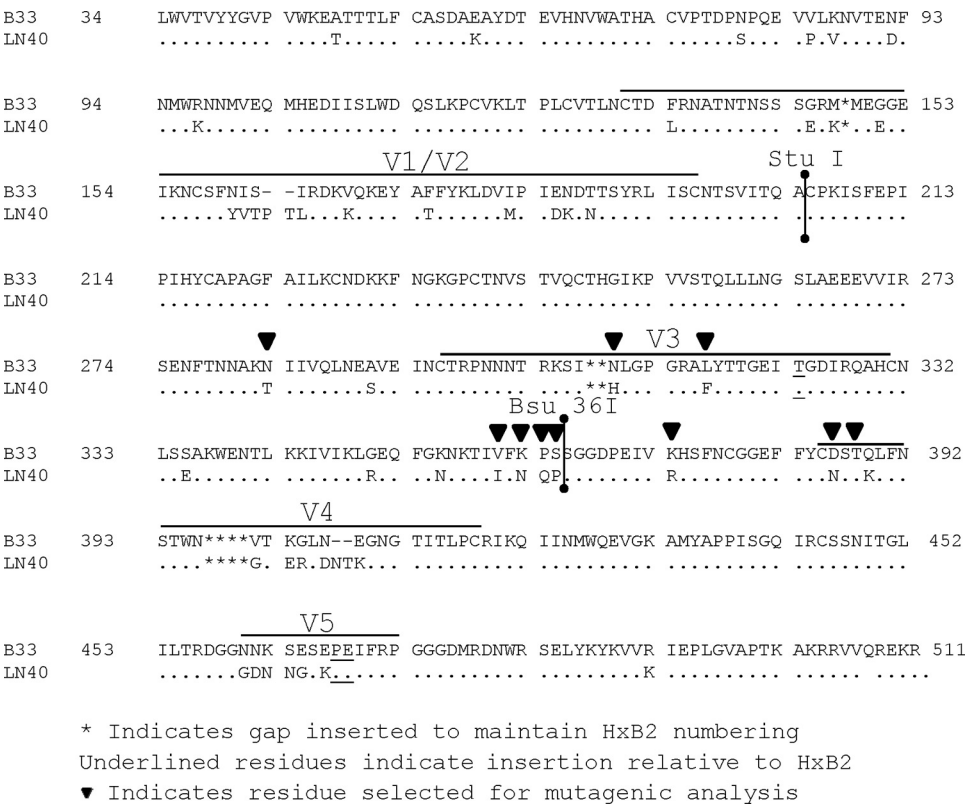 B33 34 LWVTVYYGVP VWKEATTTLF CASDAEAYDT EVHNVWATHA CVPTDPNPQE VVLKNVTENF 93
LN40 .......... ....T..... .....K.... .......... ......S... .P.V....D.
B33 94 NMWRNNMVEQ MHEDIISLWD QSLKPCVKLT PLCVTLNCTD FRNATNTNSS SGRM*MEGGE 153
LN40 ...K...... .......... .......... .......... L......... .E.K*..E..
V1/V2
Stu I
B33 154 IKNCSFNIS- -IRDKVQKEY AFFYKLDVIP IENDTTSYRL ISCNTSVITQ ACPKISFEPI 213
LN40 ......YVTP TL...K.... .T......M. .DK.N..... .......... ..........
B33 214 PIHYCAPAGF AILKCNDKKF NGKGPCTNVS TVQCTHGIKP VVSTQLLLNG SLAEEEVVIR 273
LN40 .......... .......... .......... .......... .......... ..........
V3
B33 274 SENFTNNAKN IIVQLNEAVE INCTRPNNNT RKSI**NLGP GRALYTTGEI TGDIRQAHCN 332
LN40 .........T .......S.. .......... ....**H... ...F...... ..........
Bsu 36I
B33 333 LSSAKWENTL KKIVIKLGEQ FGKNKTIVFK PSSGGDPEIV KHSFNCGGEF FYCDSTQLFN 392
LN40 ..E....... .......R.. ..N....I.N QP........ R......... ...N..K...
V4
B33 393 STWN****VT KGLN--EGNG TITLPCRIKQ IINMWQEVGK AMYAPPISGQ IRCSSNITGL 452
LN40 ....****G. ER.DNTK... .......... .......... .......... ..........
V5
B33 453 ILTRDGGNNK SESEPEIFRP GGGDMRDNWR SELYKYKVVR IEPLGVAPTK AKRRVVQREKR 511
LN40 .......GDN NG.K...... .......... .........K .......... ...........
* Indicates gap inserted to maintain HxB2 numbering
Underlined residues indicate insertion relative to HxB2
▼ Indicates residue selected for mutagenic analysis